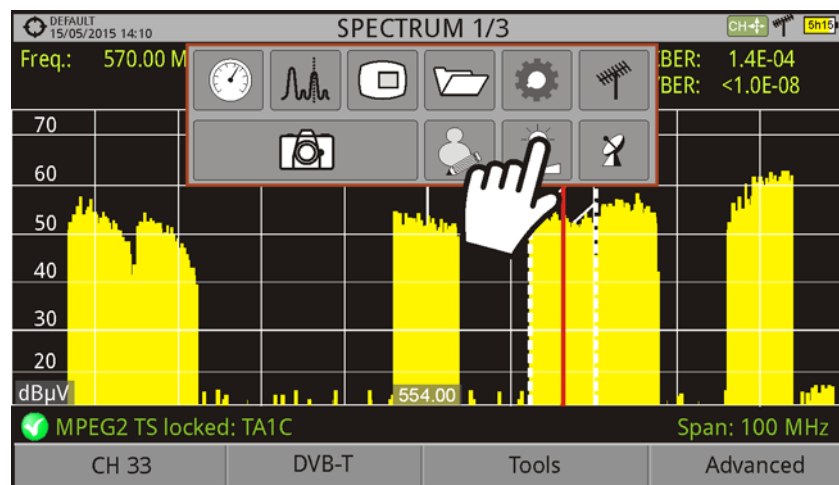 DEFAULT
15/05/2015 14:10
SPECTRUM 1/3
CH
5h15
Freq.: 570.00 M
BER: 1.4E-04
BER: <1.0E-08
70
60
50
40
30
20
dBµV
554.00
MPEG2 TS locked: TA1C
Span: 100 MHz
CH 33
DVB-T
Tools
Advanced